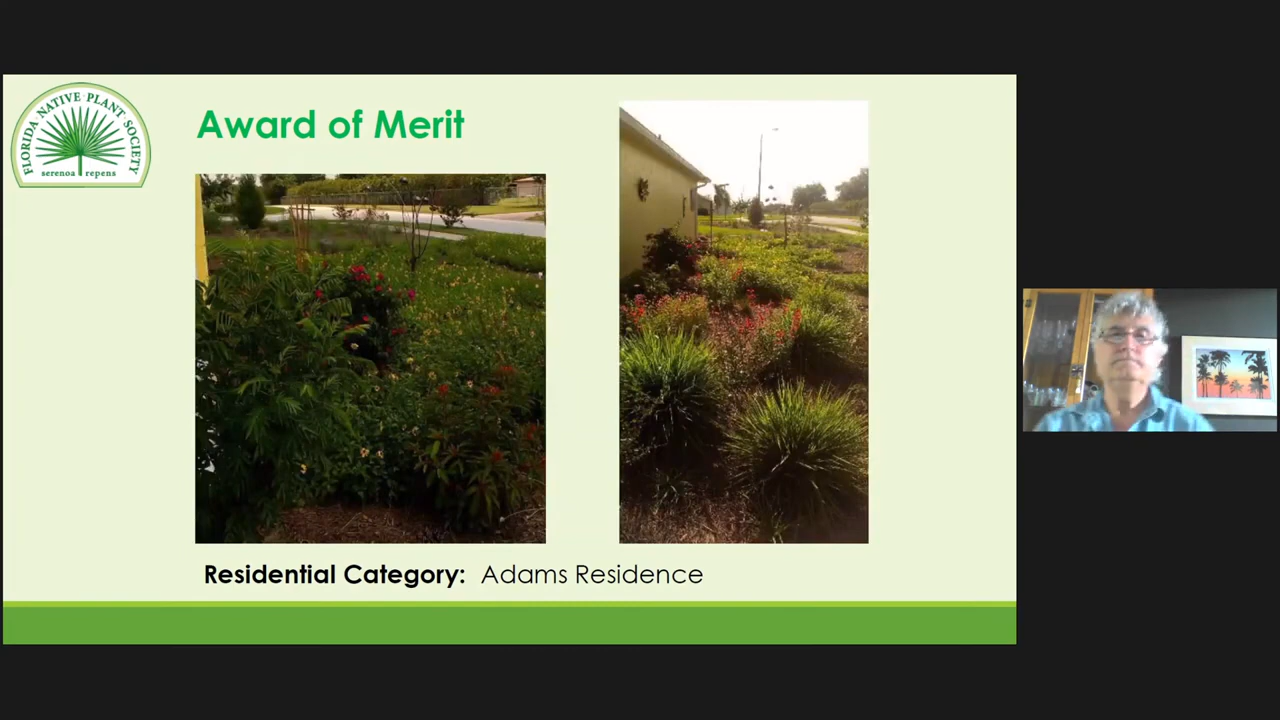 FLORIDA NATIVE PLANT SOCIETY
serenoa repens
Award of Merit
Residential Category: Adams Residence